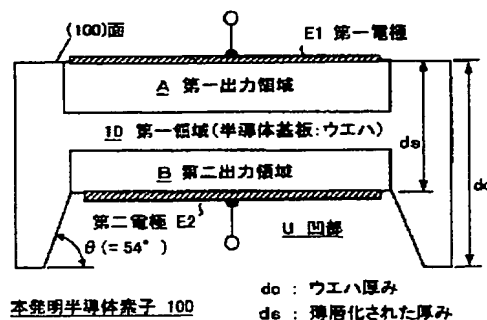 (100)面
E1 第一電極
A 第一出力領域
10 第一領域(半導体基板:ウエハ)
B 第二出力領域
第二電極 E2
U 凹部
θ(=54°)
ds
do
本発明半導体素子 100
do : ウエハ厚み
ds : 薄層化された厚み